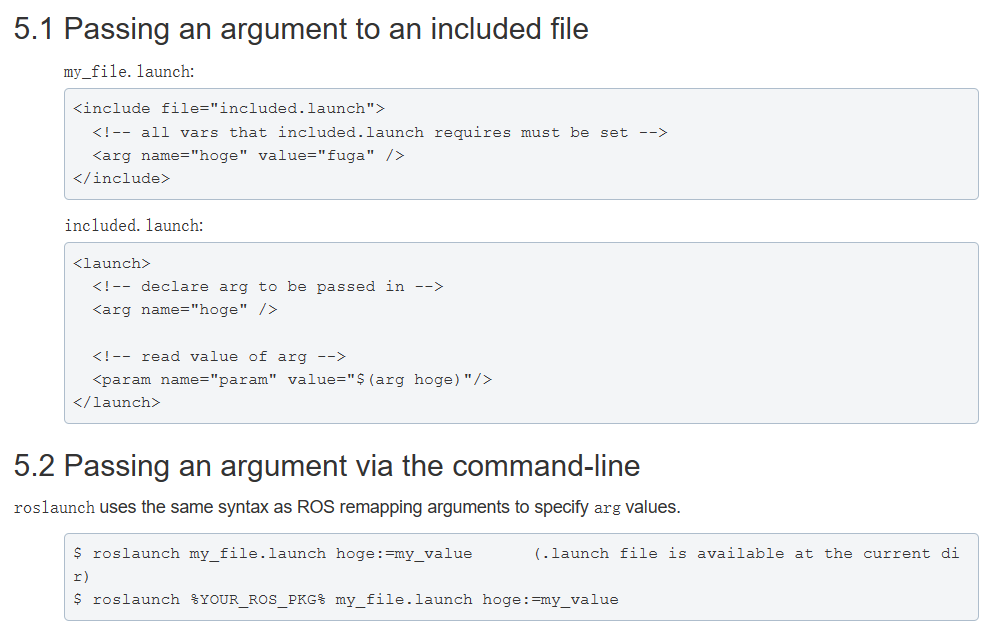 5.1 Passing an argument to an included file
my_file.launch:
<include file="included.launch">
<!-- all vars that included.launch requires must be set -->
<arg name="hoge" value="fuga" />
</include>
included.launch:
<launch>
<!-- declare arg to be passed in -->
<arg name="hoge" />
<!-- read value of arg -->
<param name="param" value="$(arg hoge)"/>
</launch>
5.2 Passing an argument via the command-line
roslaunch uses the same syntax as ROS remapping arguments to specify arg values.
$ roslaunch my_file.launch hoge:=my_value (.launch file is available at the current di
r)
$ roslaunch %YOUR_ROS_PKG% my_file.launch hoge:=my_value